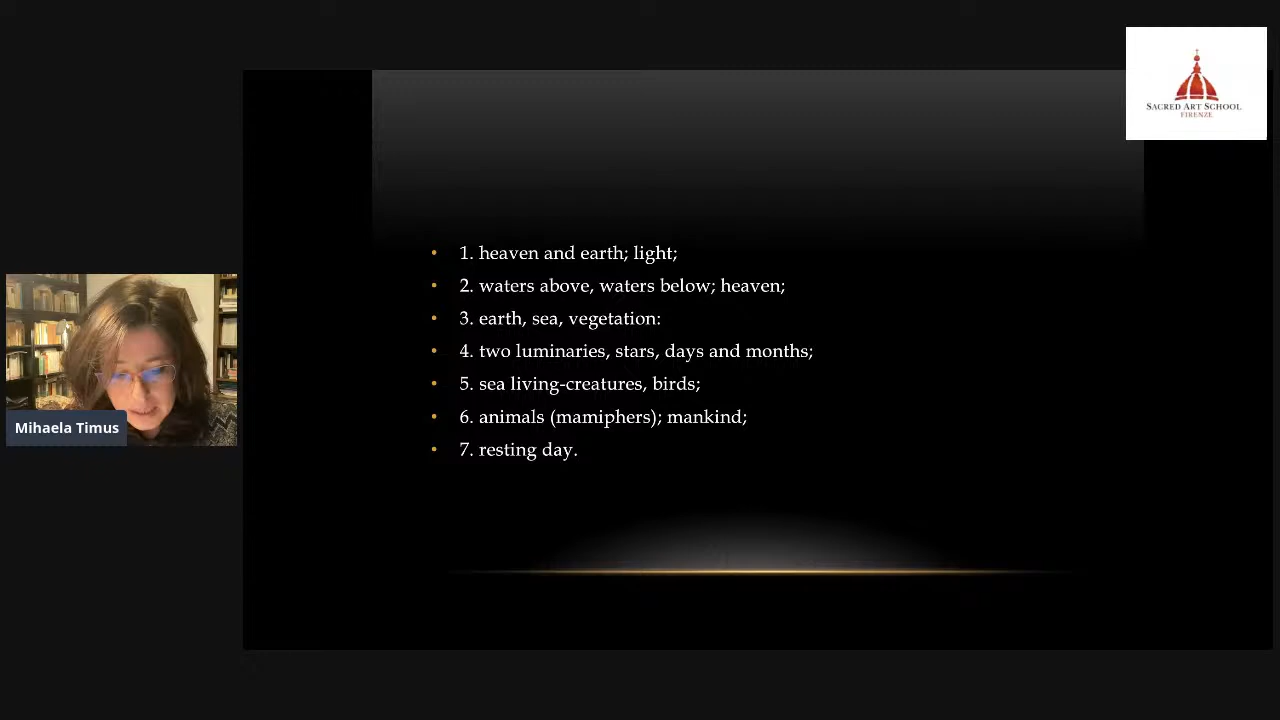 SACRED ART SCHOOL
FIRENZE
• 1. heaven and earth; light;
• 2. waters above, waters below; heaven;
• 3. earth, sea, vegetation:
• 4. two luminaries, stars, days and months;
• 5. sea living-creatures, birds;
• 6. animals (mamiphers); mankind;
• 7. resting day.
Mihaela Timus